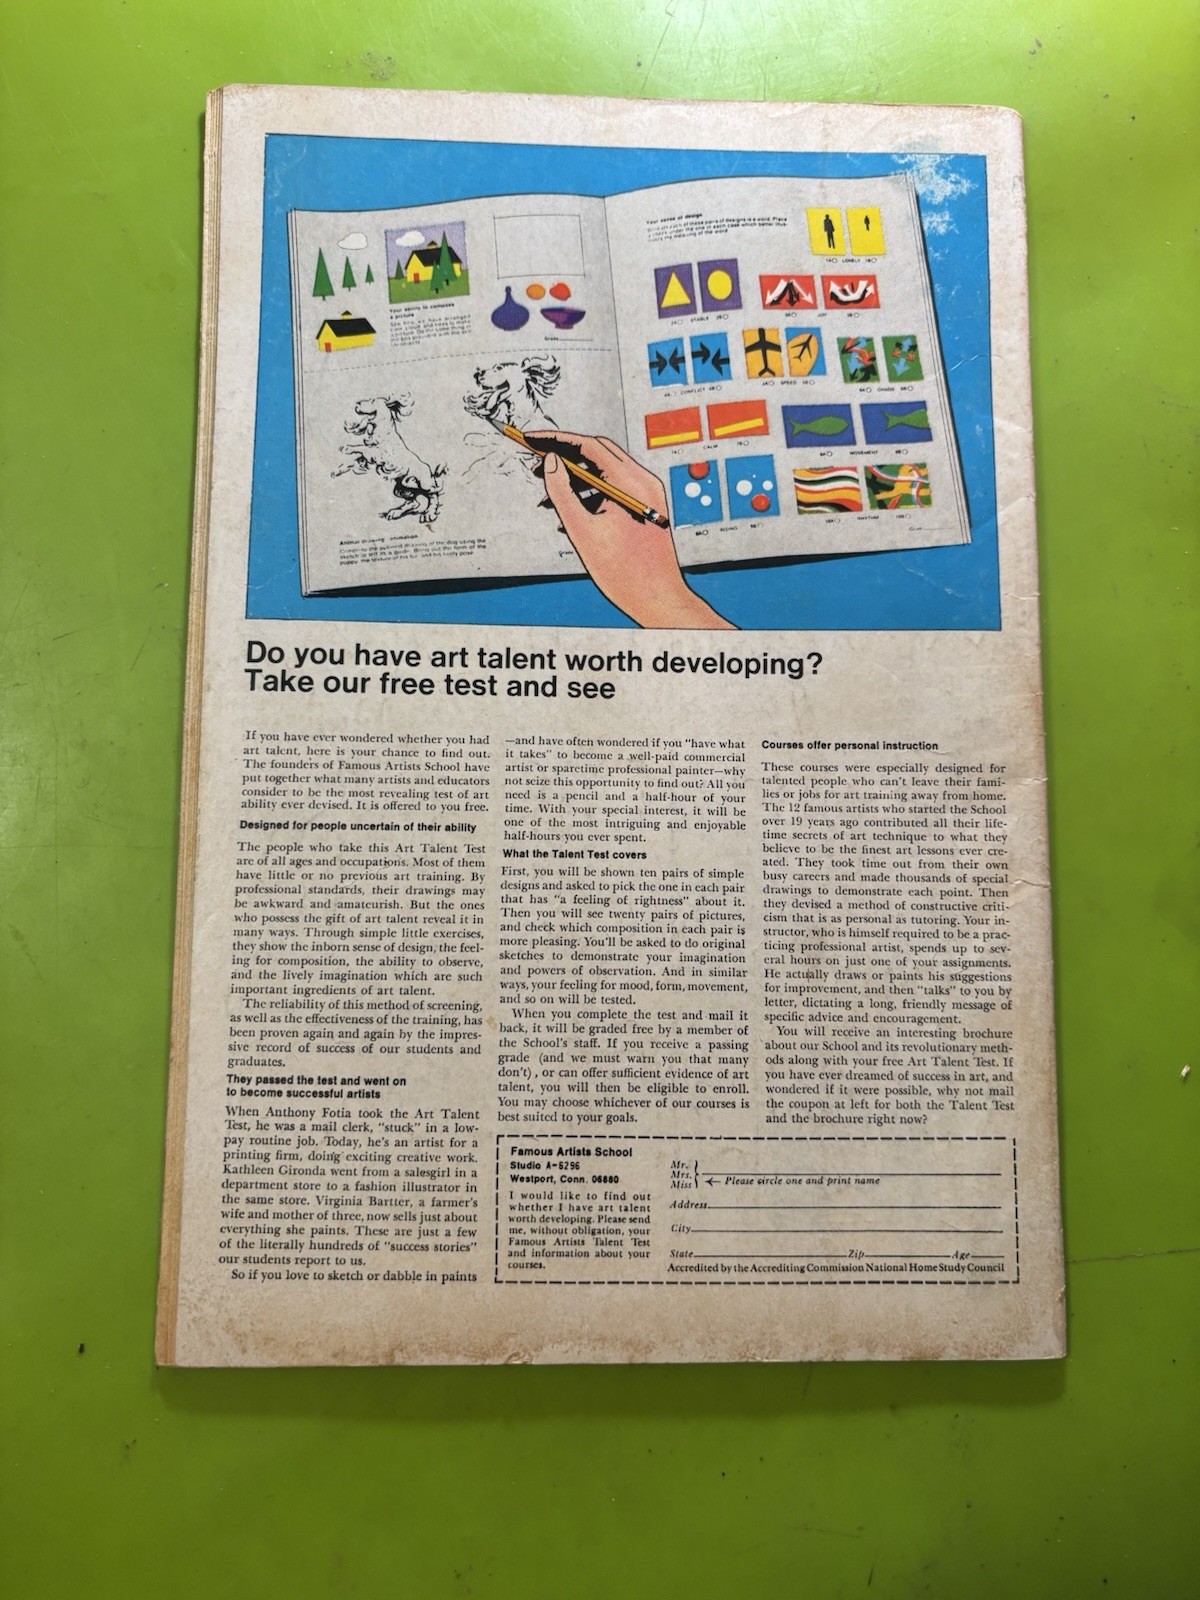 Your sense of design
LONELY
STABLE
JOY
CONFLICT
SPEED
CHAOS
CALM
MOVEMENT
RISING
RHYTHM
Your ability to compose
a picture
Grade
Animal drawing animation
Grade
Do you have art talent worth developing?
Take our free test and see
If you have ever wondered whether you had
art talent, here is your chance to find out.
The founders of Famous Artists School have
put together what many artists and educators
consider to be the most revealing test of art
ability ever devised. It is offered to you free.
Designed for people uncertain of their ability
The people who take this Art Talent Test
are of all ages and occupations. Most of them
have little or no previous art training. By
professional standards, their drawings may
be awkward and amateurish. But the ones
who possess the gift of art talent reveal it in
many ways. Through simple little exercises,
they show the inborn sense of design, the feel-
ing for composition, the ability to observe,
and the lively imagination which are such
important ingredients of art talent.
The reliability of this method of screening,
as well as the effectiveness of the training, has
been proven again and again by the impres-
sive record of success of our students and
graduates.
They passed the test and went on
to become successful artists
When Anthony Fotia took the Art Talent
Test, he was a mail clerk, "stuck" in a low-
pay routine job. Today, he's an artist for a
printing firm, doing exciting creative work.
Kathleen Gironda went from a salesgirl in a
department store to a fashion illustrator in
the same store. Virginia Bartter, a farmer's
wife and mother of three, now sells just about
everything she paints. These are just a few
of the literally hundreds of "success stories"
our students report to us.
So if you love to sketch or dabble in paints
—and have often wondered if you "have what
it takes" to become a well-paid commercial
artist or sparetime professional painter—why
not seize this opportunity to find out? All you
need is a pencil and a half-hour of your
time. With your special interest, it will be
one of the most intriguing and enjoyable
half-hours you ever spent.
What the Talent Test covers
First, you will be shown ten pairs of simple
designs and asked to pick the one in each pair
that has "a feeling of rightness" about it.
Then you will see twenty pairs of pictures,
and check which composition in each pair is
more pleasing. You'll be asked to do original
sketches to demonstrate your imagination
and powers of observation. And in similar
ways, your feeling for mood, form, movement,
and so on will be tested.
When you complete the test and mail it
back, it will be graded free by a member of
the School's staff. If you receive a passing
grade (and we must warn you that many
don't), or can offer sufficient evidence of art
talent, you will then be eligible to enroll.
You may choose whichever of our courses is
best suited to your goals.
Courses offer personal instruction
These courses were especially designed for
talented people who can't leave their fami-
lies or jobs for art training away from home.
The 12 famous artists who started the School
over 19 years ago contributed all their life-
time secrets of art technique to what they
believe to be the finest art lessons ever cre-
ated. They took time out from their own
busy careers and made thousands of special
drawings to demonstrate each point. Then
they devised a method of constructive criti-
cism that is as personal as tutoring. Your in-
structor, who is himself required to be a prac-
ticing professional artist, spends up to sev-
eral hours on just one of your assignments.
He actually draws or paints his suggestions
for improvement, and then "talks" to you by
letter, dictating a long, friendly message of
specific advice and encouragement.
You will receive an interesting brochure
about our School and its revolutionary meth-
ods along with your free Art Talent Test. If
you have ever dreamed of success in art, and
wondered if it were possible, why not mail
the coupon at left for both the Talent Test
and the brochure right now?
Famous Artists School
Studio A-6296
Westport, Conn. 06880
I would like to find out
whether I have art talent
worth developing. Please send
me, without obligation, your
Famous Artists Talent Test
and information about your
courses.
Mr.
Mrs.
Miss ← Please circle one and print name
Address
City
State Zip Age
Accredited by the Accrediting Commission National Home Study Council